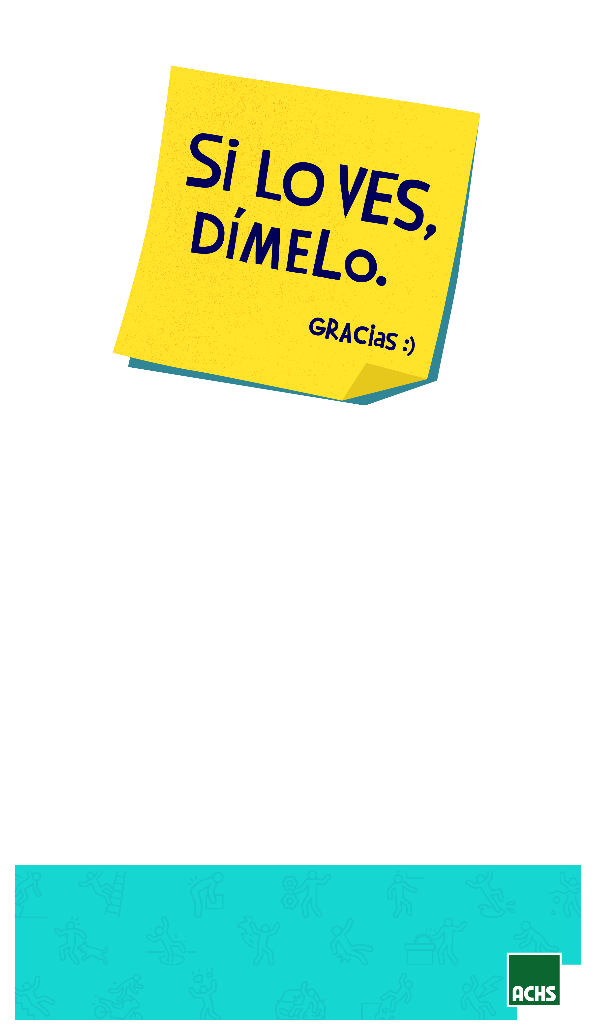 Si LO VES,
DÍMELO.
GRACias :)
ACHS